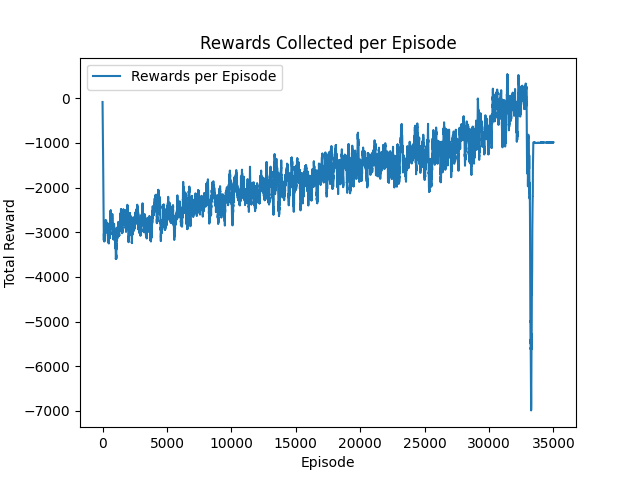 Rewards Collected per Episode
Rewards per Episode
0
−1000
−2000
−3000
−4000
−5000
−6000
−7000
Total Reward
0 5000 10000 15000 20000 25000 30000 35000
Episode